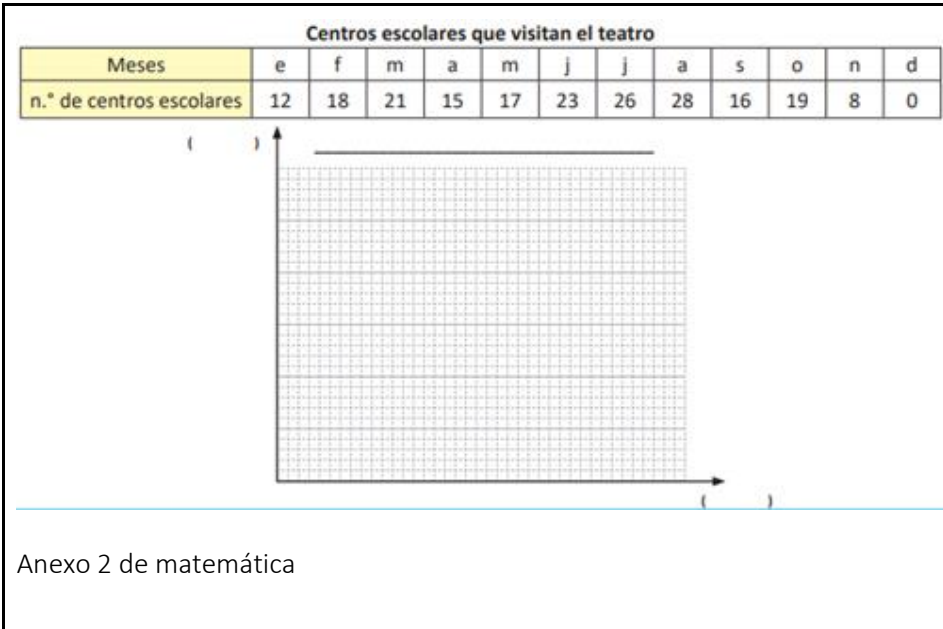 Centros escolares que visitan el teatro
Meses e f m a m j j a s o n d
n.° de centros escolares 12 18 21 15 17 23 26 28 16 19 8 0
( )
( )
Anexo 2 de matemática